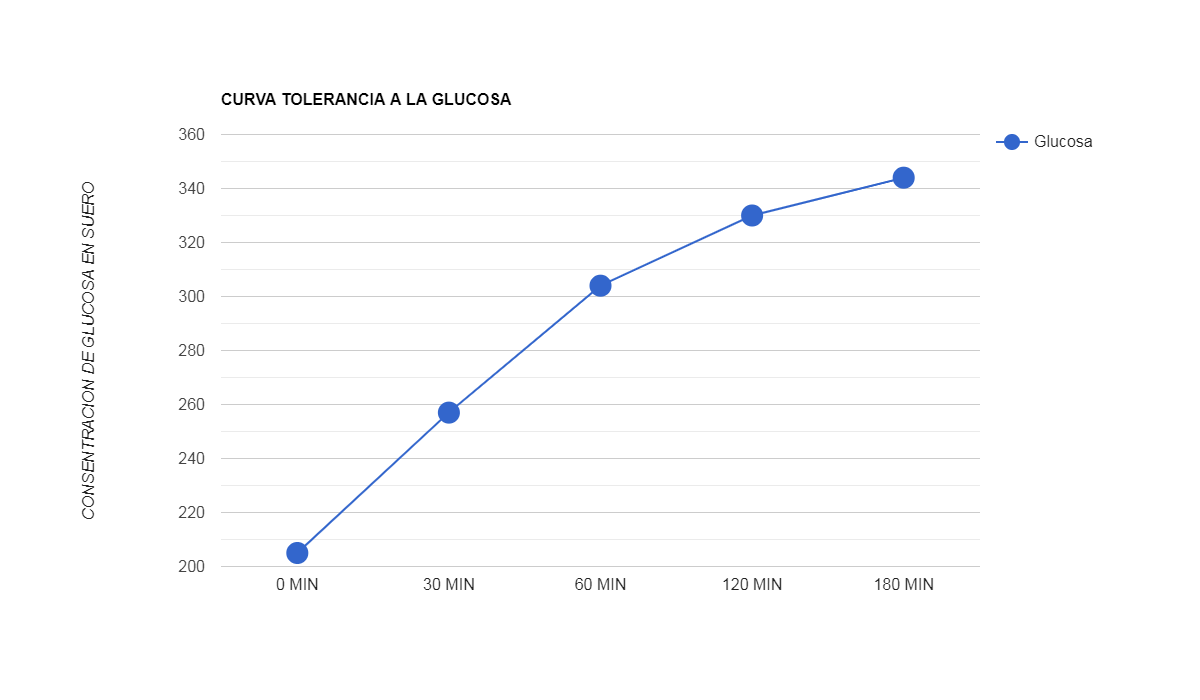 CURVA TOLERANCIA A LA GLUCOSA
Glucosa
CONSENTRACION DE GLUCOSA EN SUERO
360
340
320
300
280
260
240
220
200
0 MIN
30 MIN
60 MIN
120 MIN
180 MIN